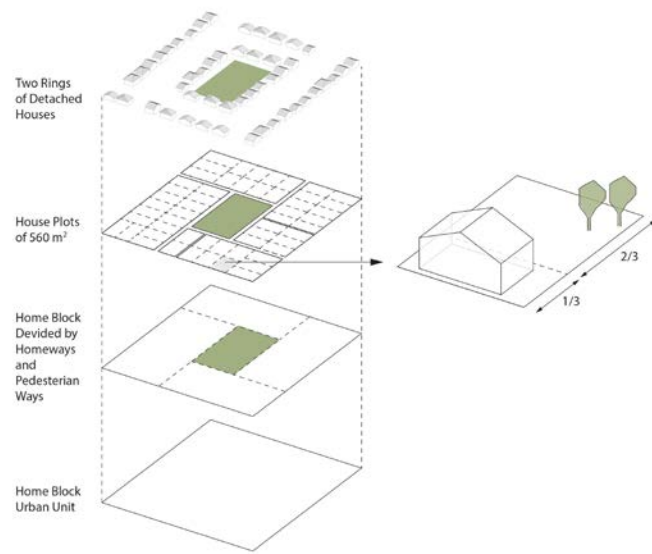 Two Rings
of Detached
Houses
House Plots
of 560 m²
2/3
1/3
Home Block
Devided by
Homeways
and
Pedesterian
Ways
Home Block
Urban Unit